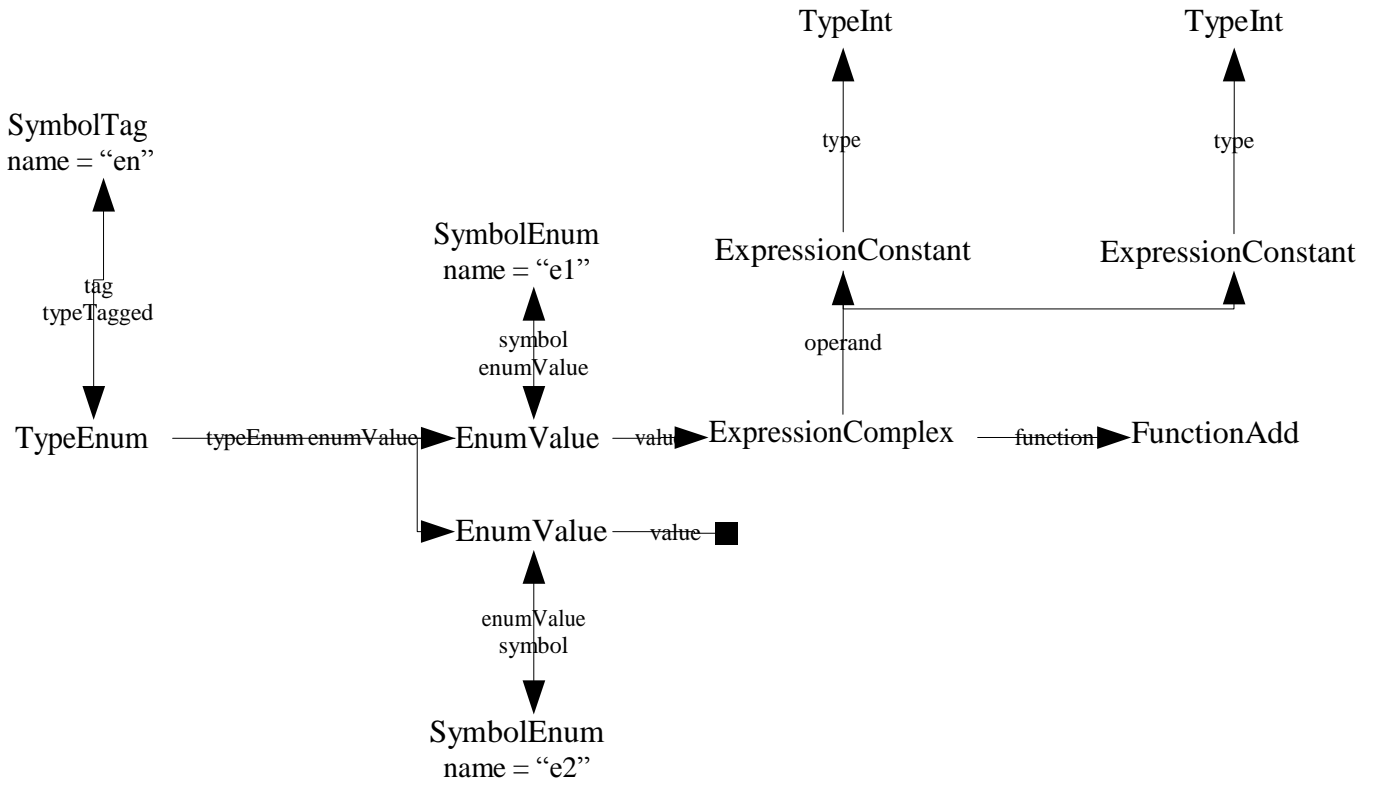 TypeInt
TypeInt
SymbolTag
name = “en”
type
type
SymbolEnum
name = “e1”
ExpressionConstant
ExpressionConstant
tag
typeTagged
symbol
enumValue
operand
TypeEnum
typeEnum enumValue
EnumValue
value
ExpressionComplex
function
FunctionAdd
EnumValue
value
enumValue
symbol
SymbolEnum
name = “e2”